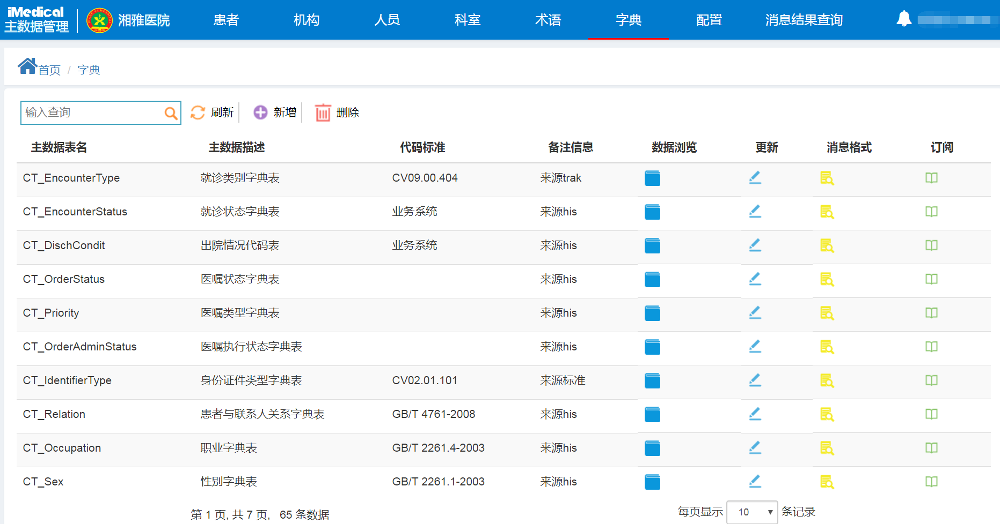 iMedical
主数据管理
湘雅医院 患者 机构 人员 科室 术语 字典 配置 消息结果查询
首页 / 字典
输入查询 刷新 新增 删除
主数据表名 主数据描述 代码标准 备注信息 数据浏览 更新 消息格式 订阅
CT_EncounterType 就诊类别字典表 CV09.00.404 来源trak
CT_EncounterStatus 就诊状态字典表 业务系统 来源his
CT_DischCondit 出院情况代码表 业务系统 来源his
CT_OrderStatus 医嘱状态字典表 来源his
CT_Priority 医嘱类型字典表 来源his
CT_OrderAdminStatus 医嘱执行状态字典表 来源his
CT_IdentifierType 身份证件类型字典表 CV02.01.101 来源标准
CT_Relation 患者与联系人关系字典表 GB/T 4761-2008 来源his
CT_Occupation 职业字典表 GB/T 2261.4-2003 来源his
CT_Sex 性别字典表 GB/T 2261.1-2003 来源his
第 1 页, 共 7 页, 65 条数据 每页显示 10 条记录